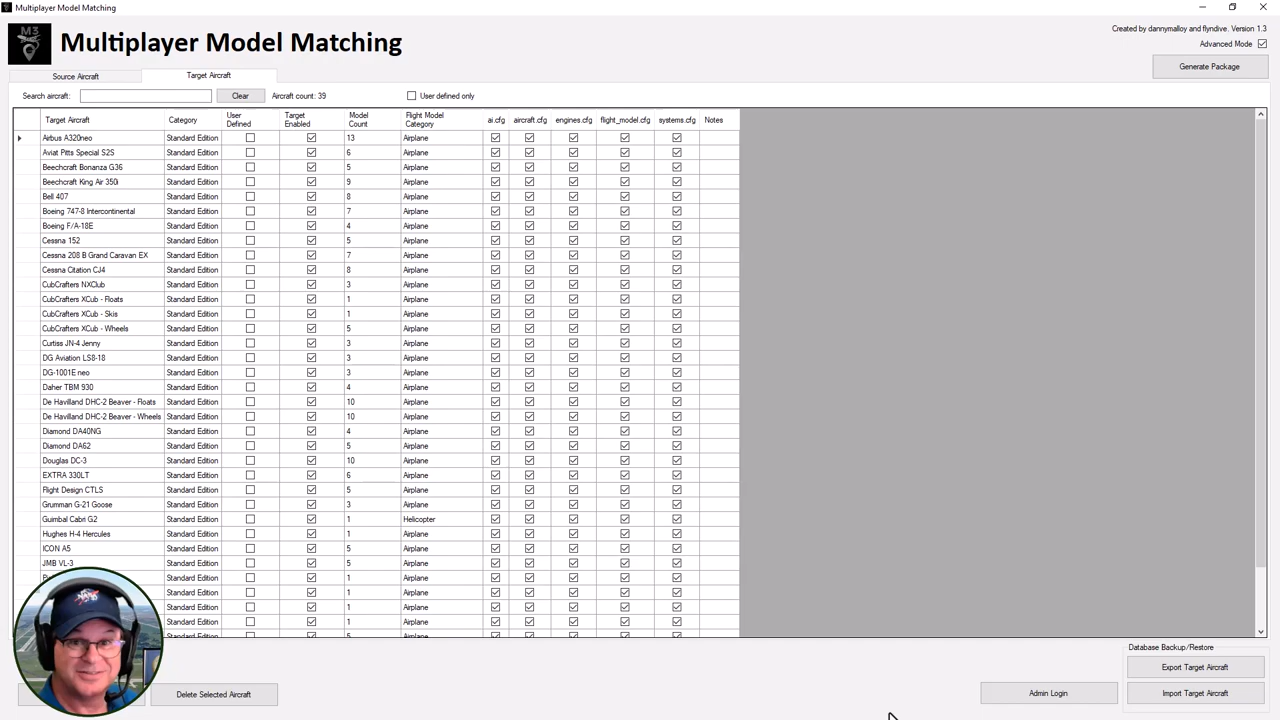 Multiplayer Model Matching
M3
Multiplayer Model Matching
Created by dannymalloy and flyndive. Version 1.3
Advanced Mode
Generate Package
Source Aircraft Target Aircraft
Search aircraft: Clear Aircraft count: 39 User defined only
Target Aircraft Category User Defined Target Enabled Model Count Flight Model Category ai.cfg aircraft.cfg engines.cfg flight_model.cfg systems.cfg Notes
Airbus A320neo Standard Edition 13 Airplane
Aviat Pitts Special S2S Standard Edition 6 Airplane
Beechcraft Bonanza G36 Standard Edition 5 Airplane
Beechcraft King Air 350i Standard Edition 9 Airplane
Bell 407 Standard Edition 8 Airplane
Boeing 747-8 Intercontinental Standard Edition 7 Airplane
Boeing F/A-18E Standard Edition 4 Airplane
Cessna 152 Standard Edition 5 Airplane
Cessna 208 B Grand Caravan EX Standard Edition 7 Airplane
Cessna Citation CJ4 Standard Edition 8 Airplane
CubCrafters NXClub Standard Edition 3 Airplane
CubCrafters XCub - Floats Standard Edition 1 Airplane
CubCrafters XCub - Skis Standard Edition 1 Airplane
CubCrafters XCub - Wheels Standard Edition 5 Airplane
Curtiss JN-4 Jenny Standard Edition 3 Airplane
DG Aviation LS8-18 Standard Edition 3 Airplane
DG-1001E neo Standard Edition 3 Airplane
Daher TBM 930 Standard Edition 4 Airplane
De Havilland DHC-2 Beaver - Floats Standard Edition 10 Airplane
De Havilland DHC-2 Beaver - Wheels Standard Edition 10 Airplane
Diamond DA40NG Standard Edition 4 Airplane
Diamond DA62 Standard Edition 5 Airplane
Douglas DC-3 Standard Edition 10 Airplane
EXTRA 330LT Standard Edition 6 Airplane
Flight Design CTLS Standard Edition 5 Airplane
Grumman G-21 Goose Standard Edition 3 Airplane
Guimbal Cabri G2 Standard Edition 1 Helicopter
Hughes H-4 Hercules Standard Edition 1 Airplane
ICON A5 Standard Edition 5 Airplane
JMB VL-3 Standard Edition 5 Airplane
Standard Edition 1 Airplane
Standard Edition 1 Airplane
Standard Edition 1 Airplane
Standard Edition 1 Airplane
Standard Edition 5 Airplane
Database Backup/Restore
Export Target Aircraft
Delete Selected Aircraft Admin Login Import Target Aircraft